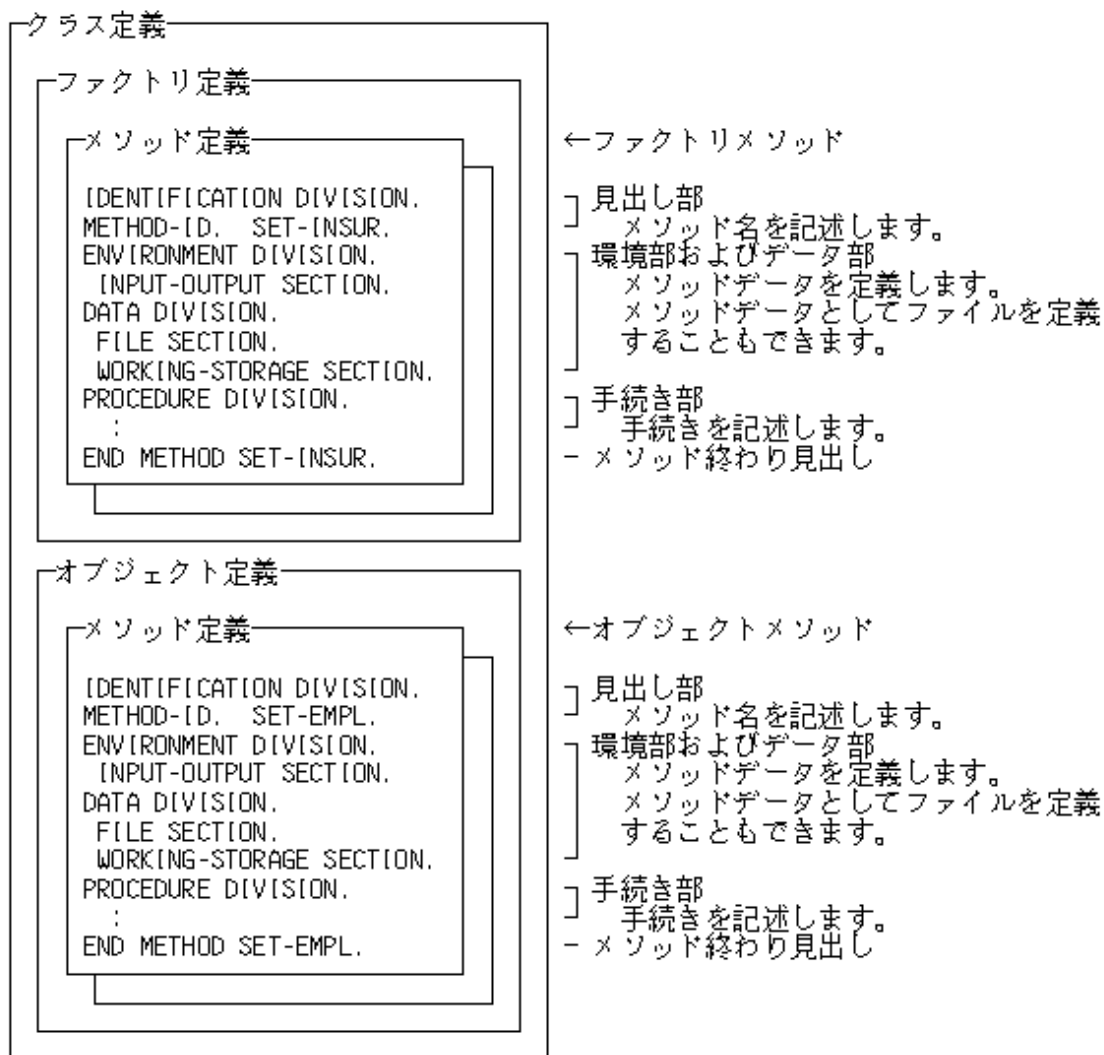 クラス定義
ファクトリ定義
メソッド定義 ←ファクトリメソッド
IDENTIFICATION DIVISION. 見出し部
METHOD-ID. SET-INSUR. メソッド名を記述します。
ENVIRONMENT DIVISION. 環境部およびデータ部
INPUT-OUTPUT SECTION. メソッドデータを定義します。
DATA DIVISION. メソッドデータとしてファイルを定義
FILE SECTION. することもできます。
WORKING-STORAGE SECTION.
PROCEDURE DIVISION. 手続き部
: 手続きを記述します。
END METHOD SET-INSUR. - メソッド終わり見出し
オブジェクト定義
メソッド定義 ←オブジェクトメソッド
IDENTIFICATION DIVISION. 見出し部
METHOD-ID. SET-EMPL. メソッド名を記述します。
ENVIRONMENT DIVISION. 環境部およびデータ部
INPUT-OUTPUT SECTION. メソッドデータを定義します。
DATA DIVISION. メソッドデータとしてファイルを定義
FILE SECTION. することもできます。
WORKING-STORAGE SECTION.
PROCEDURE DIVISION. 手続き部
: 手続きを記述します。
END METHOD SET-EMPL. - メソッド終わり見出し